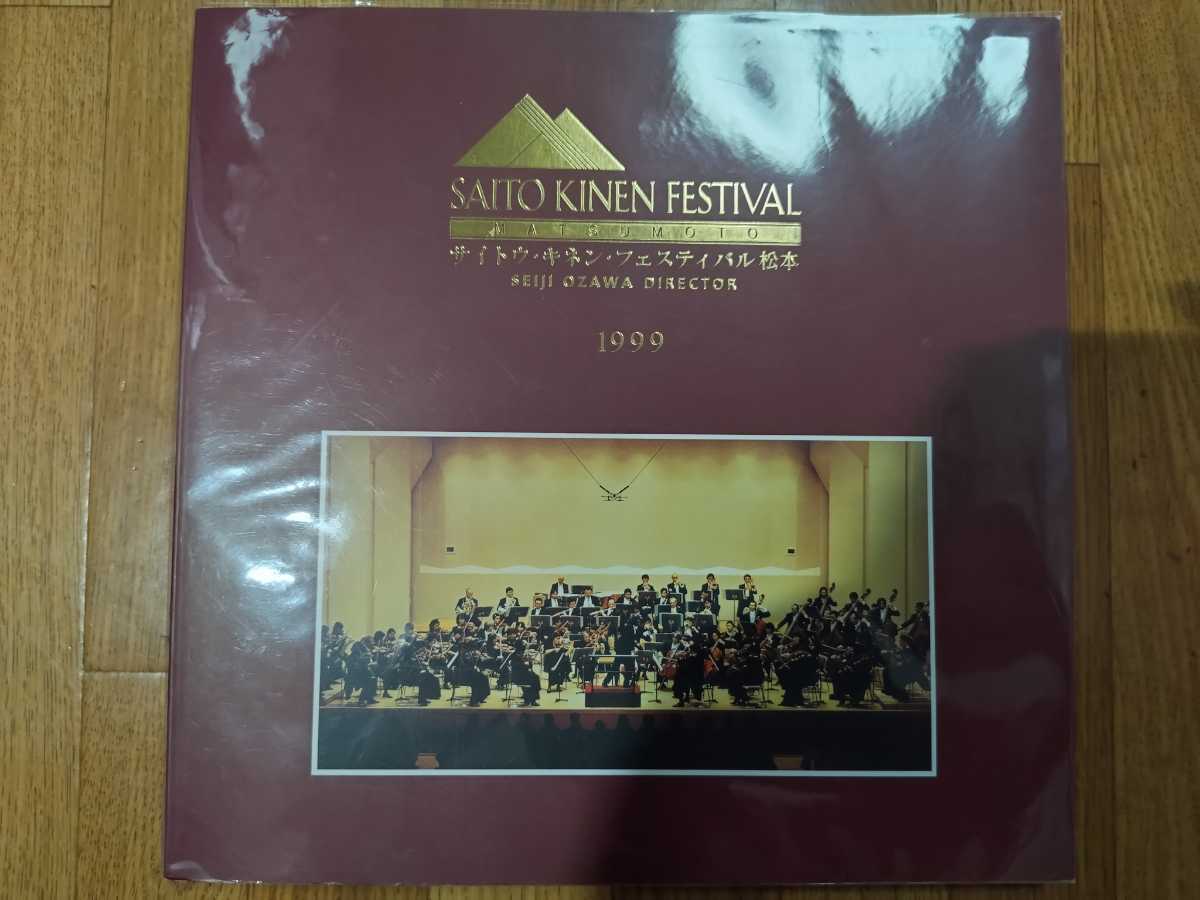 SAITO KINEN FESTIVAL
MATSUMOTO
サイトウ・キネン・フェスティバル松本
SEIJI OZAWA DIRECTOR
1999